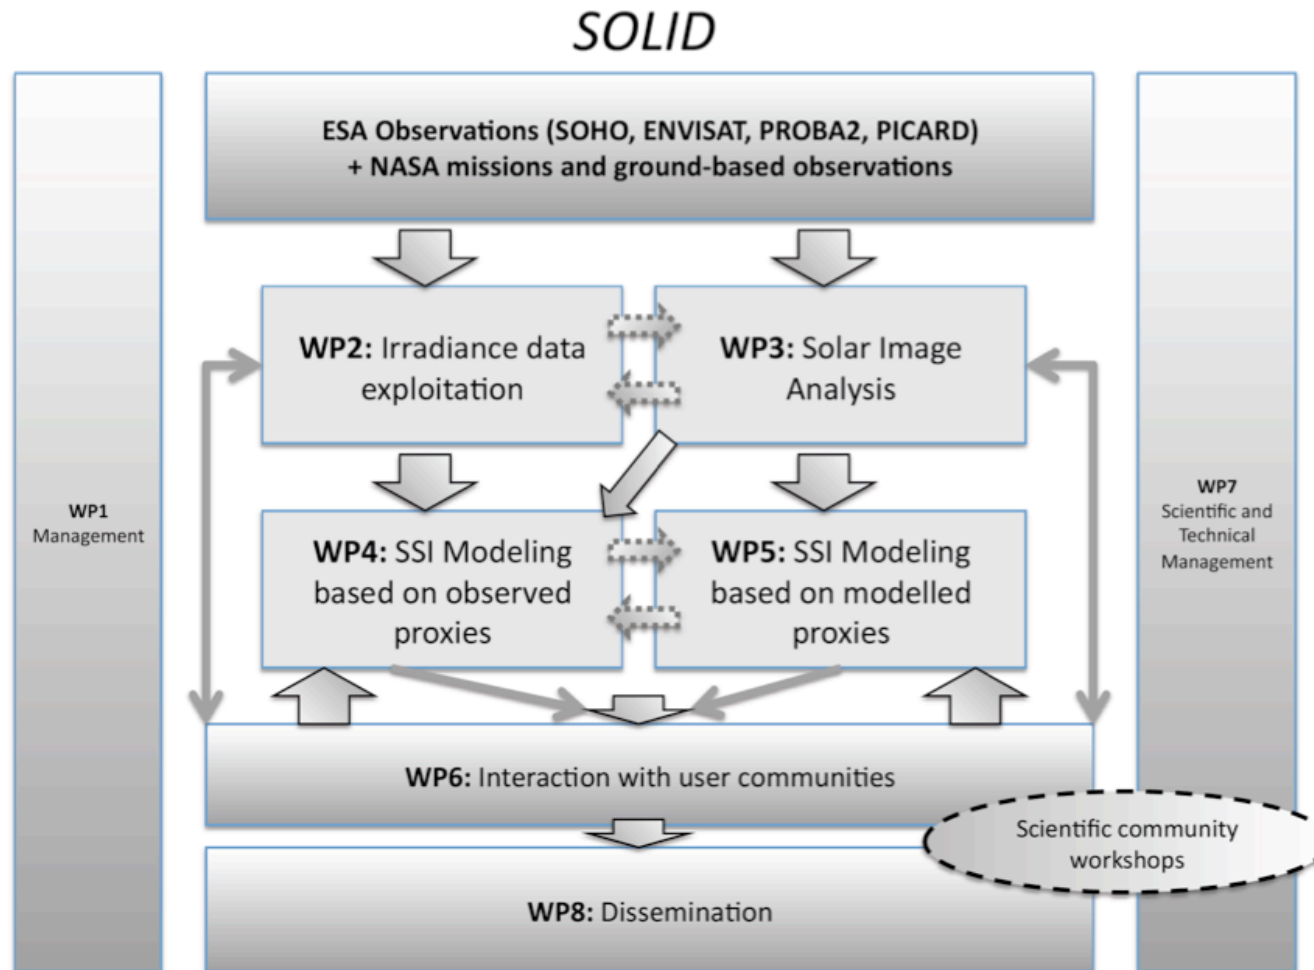 SOLID
ESA Observations (SOHO, ENVISAT, PROBA2, PICARD)
+ NASA missions and ground-based observations
WP2: Irradiance data
exploitation
WP3: Solar Image
Analysis
WP1
Management
WP7
Scientific and
Technical
Management
WP4: SSI Modeling
based on observed
proxies
WP5: SSI Modeling
based on modelled
proxies
WP6: Interaction with user communities
Scientific community
workshops
WP8: Dissemination